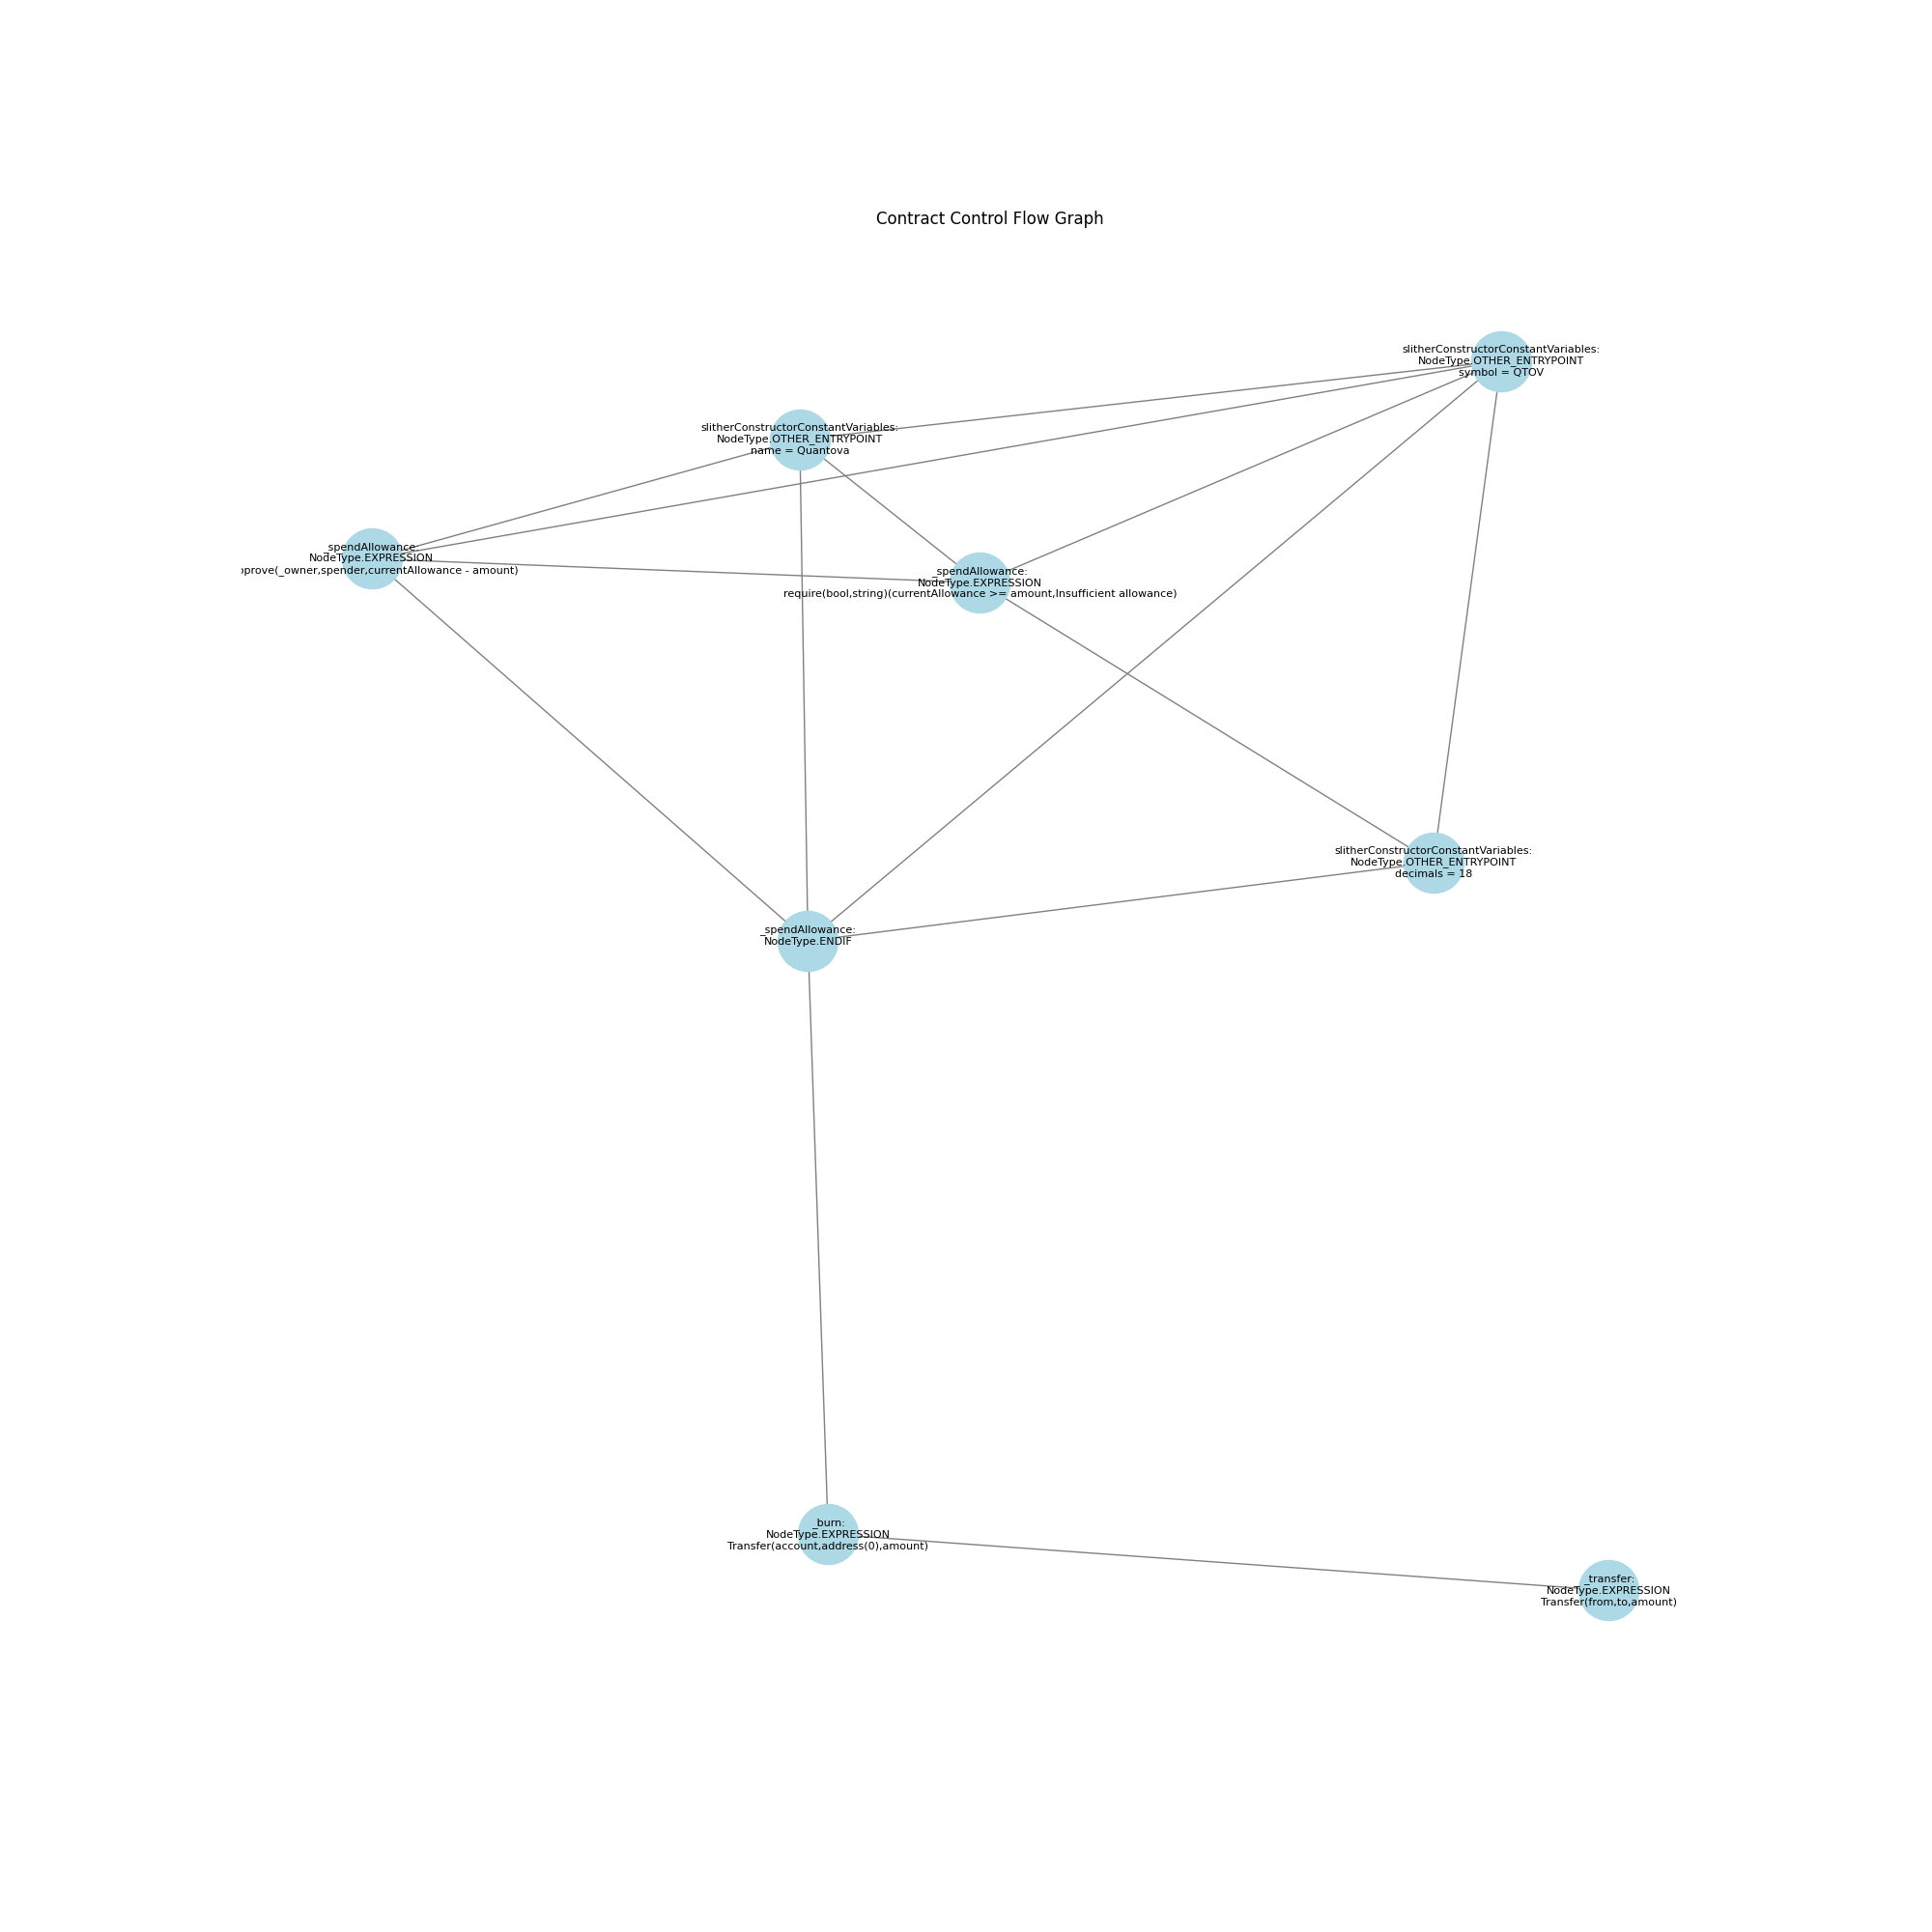 Contract Control Flow Graph
slitherConstructorConstantVariables:
NodeType.OTHER_ENTRYPOINT
symbol = QTOV
slitherConstructorConstantVariables:
NodeType.OTHER_ENTRYPOINT
name = Quantova
_spendAllowance:
NodeType.EXPRESSION
prove(_owner,spender,currentAllowance - amount)
_spendAllowance:
NodeType.EXPRESSION
require(bool,string)(currentAllowance >= amount,Insufficient allowance)
slitherConstructorConstantVariables:
NodeType.OTHER_ENTRYPOINT
decimals = 18
_spendAllowance:
NodeType.ENDIF
_burn:
NodeType.EXPRESSION
Transfer(account,address(0),amount)
_transfer:
NodeType.EXPRESSION
Transfer(from,to,amount)